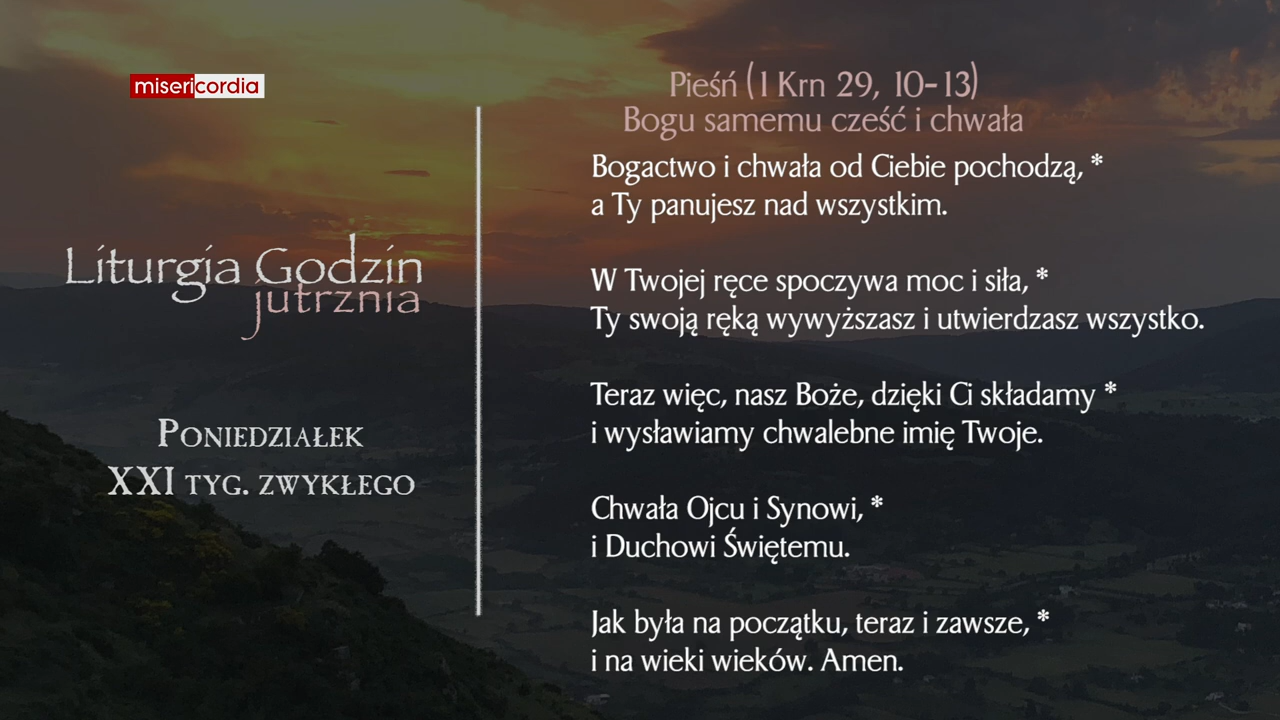 misericordia
Liturgia Godzin
jutrznia
Poniedziałek
XXI tyg. zwykłego
Pieśń (1 Krn 29, 10-13)
Bogu samemu cześć i chwała
Bogactwo i chwała od Ciebie pochodzą, *
a Ty panujesz nad wszystkim.
W Twojej ręce spoczywa moc i siła, *
Ty swoją ręką wywyższasz i utwierdzasz wszystko.
Teraz więc, nasz Boże, dzięki Ci składamy *
i wysławiamy chwalebne imię Twoje.
Chwała Ojcu i Synowi, *
i Duchowi Świętemu.
Jak była na początku, teraz i zawsze, *
i na wieki wieków. Amen.